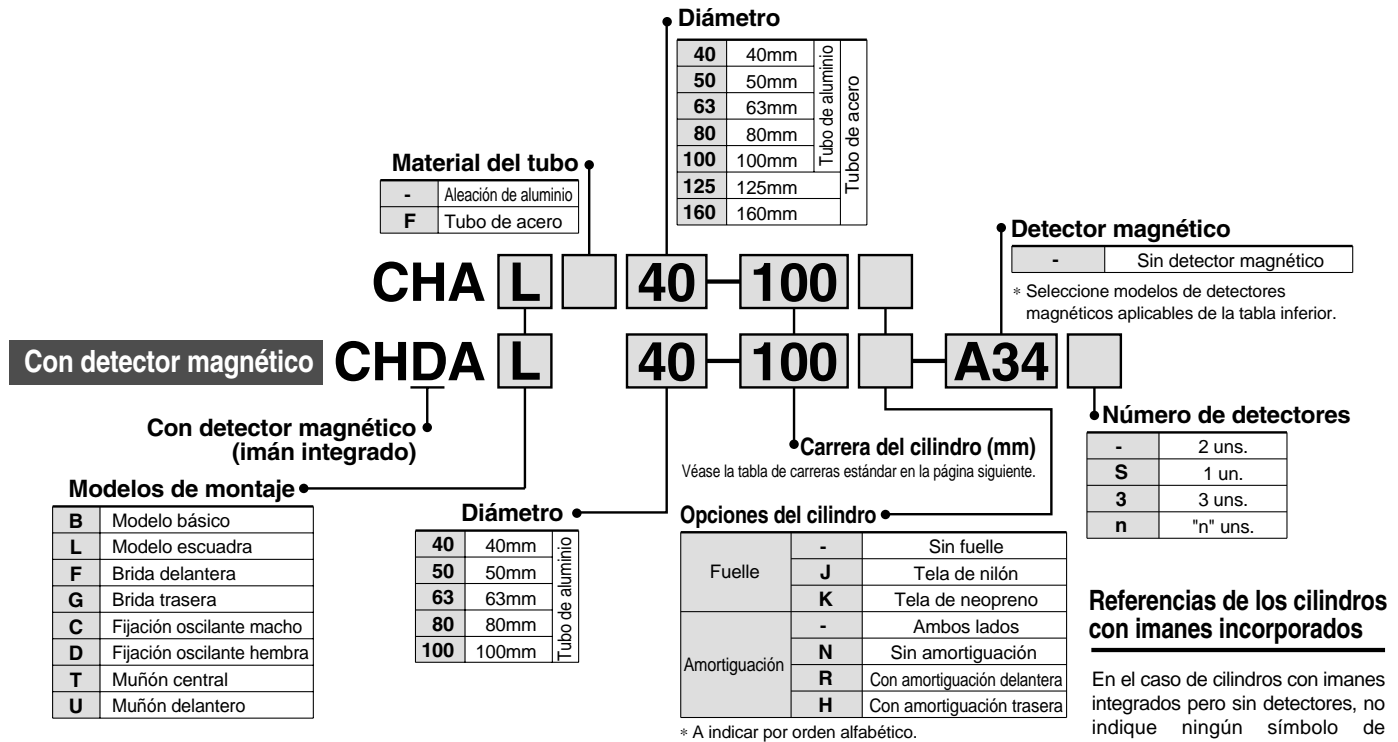 Diámetro
40 40mm
50 50mm
63 63mm
80 80mm
100 100mm
125 125mm
160 160mm
Tubo de aluminio
Tubo de acero
Material del tubo
- Aleación de aluminio
F Tubo de acero
Detector magnético
- Sin detector magnético
* Seleccione modelos de detectores
magnéticos aplicables de la tabla inferior.
CHA L 40-100
Con detector magnético CHDA L 40-100 - A34
Con detector magnético
(imán integrado)
Carrera del cilindro (mm)
Véase la tabla de carreras estándar en la página siguiente.
Número de detectores
- 2 uns.
S 1 un.
3 3 uns.
n "n" uns.
Modelos de montaje
B Modelo básico
L Modelo escuadra
F Brida delantera
G Brida trasera
C Fijación oscilante macho
D Fijación oscilante hembra
T Muñón central
U Muñón delantero
Diámetro
40 40mm
50 50mm
63 63mm
80 80mm
100 100mm
Tubo de aluminio
Opciones del cilindro
Fuelle
- Sin fuelle
J Tela de nilón
K Tela de neopreno
Amortiguación
- Ambos lados
N Sin amortiguación
R Con amortiguación delantera
H Con amortiguación trasera
* A indicar por orden alfabético.
Referencias de los cilindros
con imanes incorporados
En el caso de cilindros con imanes
integrados pero sin detectores, no
indique ningún símbolo de